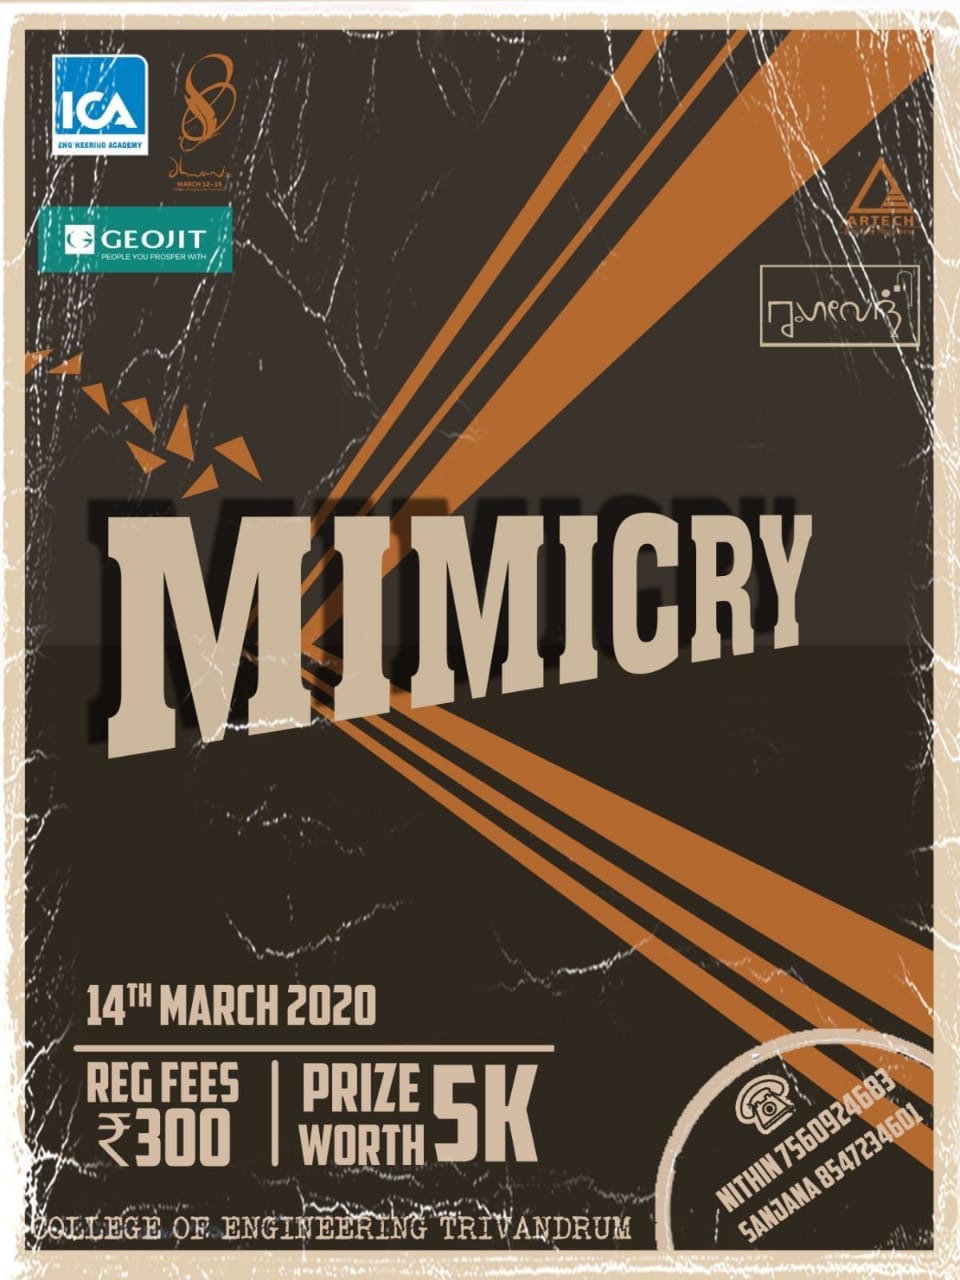 ICA
ENGINEERING ACADEMY
MARCH 12-15
GEOJIT
PEOPLE YOU PROSPER WITH
ARTECH
MIMICRY
14TH MARCH 2020
REG FEES
₹300
PRIZE
WORTH
5K
NITHIN 7560924683
SANJANA 8547234601
COLLEGE OF ENGINEERING TRIVANDRUM